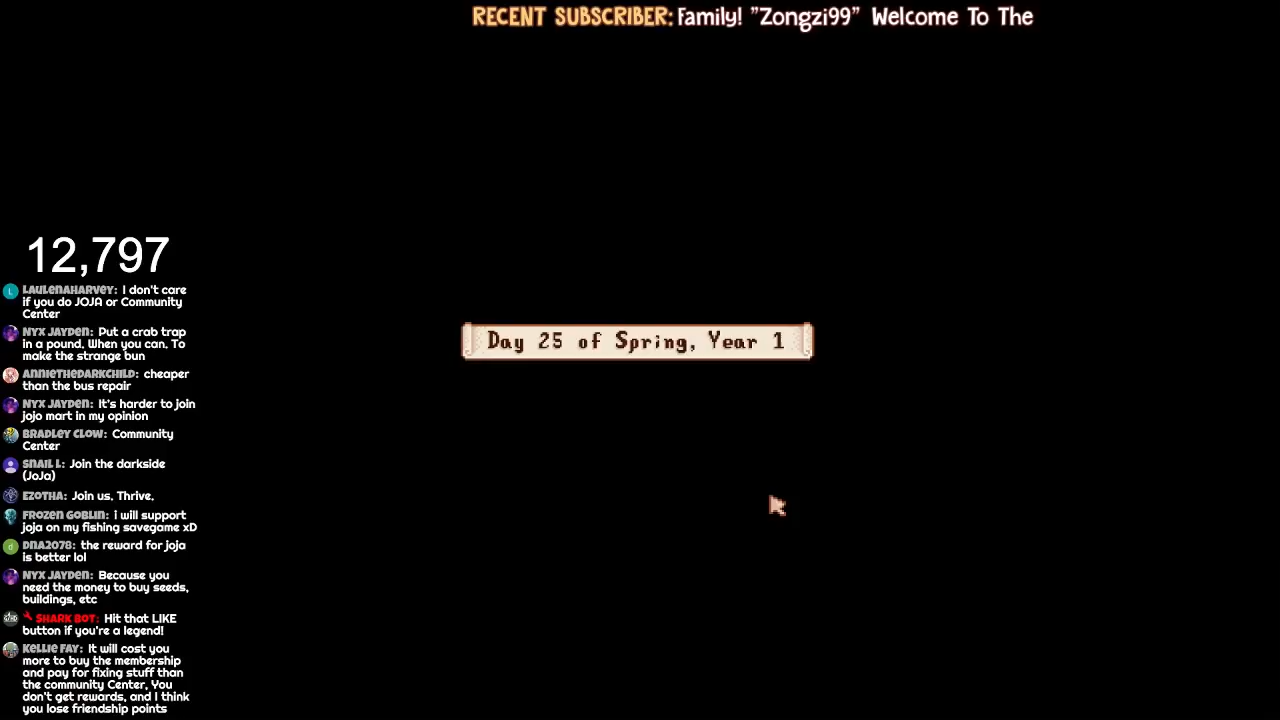 RECENT SUBSCRIBER: Family! "Zongzi99" Welcome To The
12,797
Day 25 of Spring, Year 1
LAULENAHARVEY: I don't care
if you do JOJA or Community
Center
NYX JAYDEN: Put a crab trap
in a pound. When you can. To
make the strange bun
ANNIETHEDARKCHILD: cheaper
than the bus repair
NYX JAYDEN: It's harder to join
jojo mart in my opinion
BRADLEY CLOW: Community
Center
SNAIL L: Join the darkside
(JoJa)
EZOTHA: Join us. Thrive.
FROZEN GOBLIN: i will support
joja on my fishing savegame xD
DNA2078: the reward for joja
is better lol
NYX JAYDEN: Because you
need the money to buy seeds,
buildings, etc
SHARK BOT: Hit that LIKE
button if you're a legend!
KELLIE FAY: It will cost you
more to buy the membership
and pay for fixing stuff than
the community Center, You
don't get rewards, and I think
you lose friendship points